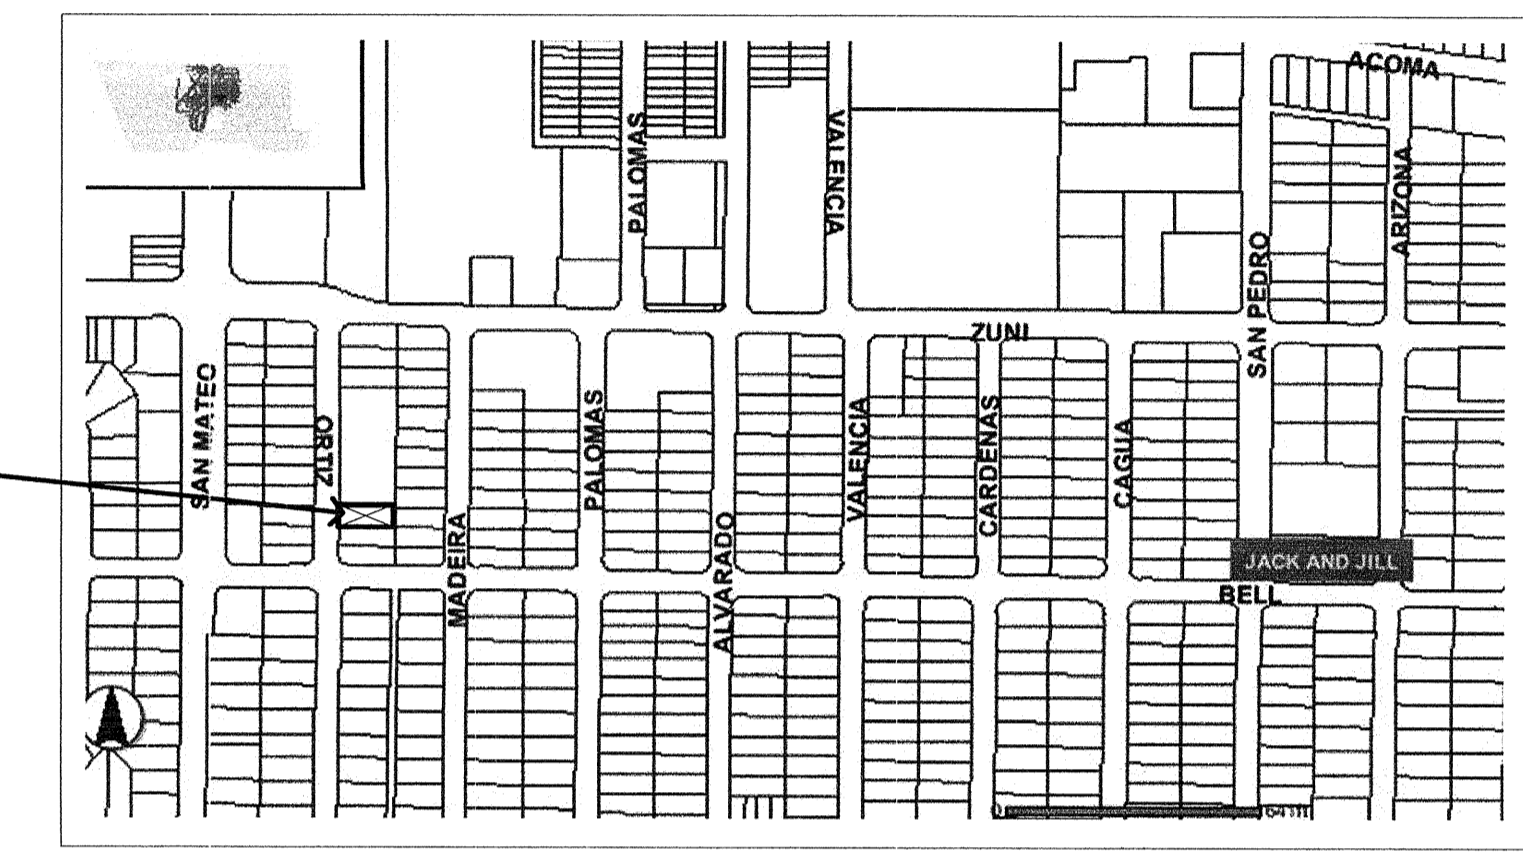 ACOMA
PALOMAS
VALENCIA
ARIZONA
SAN PEDRO
ZUNI
SAN MATEO
ORTIZ
PALOMAS
VALENCIA
CARDENAS
CAGUA
MADEIRA
ALVARADO
JACK AND JILL
BELL
0